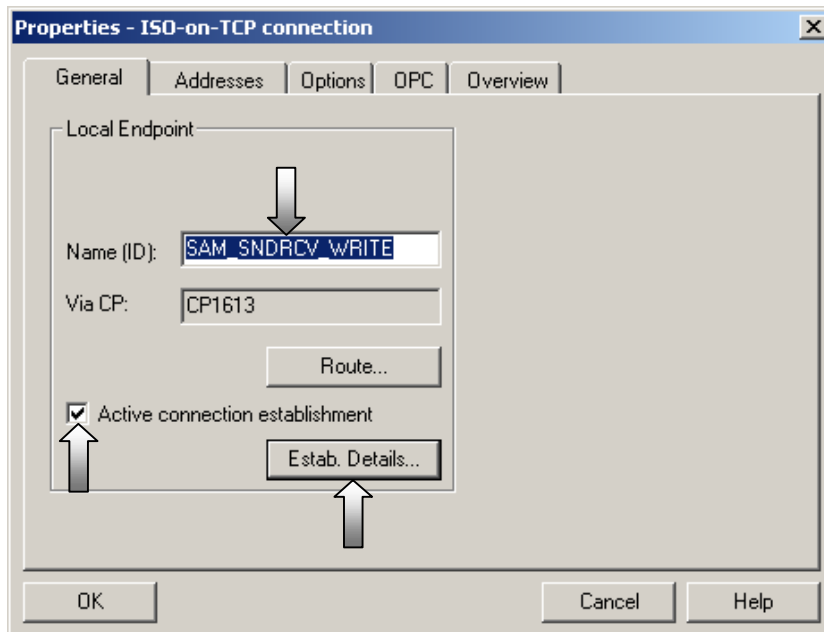 Properties - ISO-on-TCP connection
General Addresses Options OPC Overview
Local Endpoint
Name (ID): SAM_SNDRCV_WRITE
Via CP: CP1613
Route...
Active connection establishment
Estab. Details...
OK Cancel Help